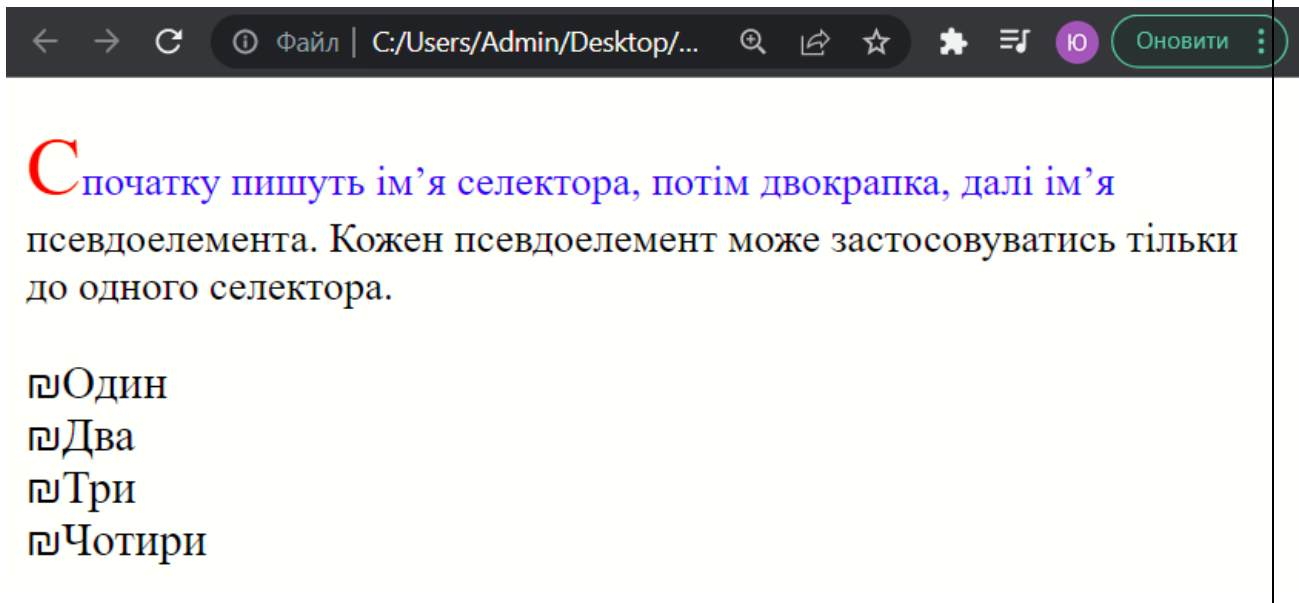 Файл | C:/Users/Admin/Desktop/... Ю Оновити
Спочатку пишуть ім’я селектора, потім двокрапка, далі ім’я
псевдоелемента. Кожен псевдоелемент може застосовуватись тільки
до одного селектора.
₪Один
₪Два
₪Три
₪Чотири